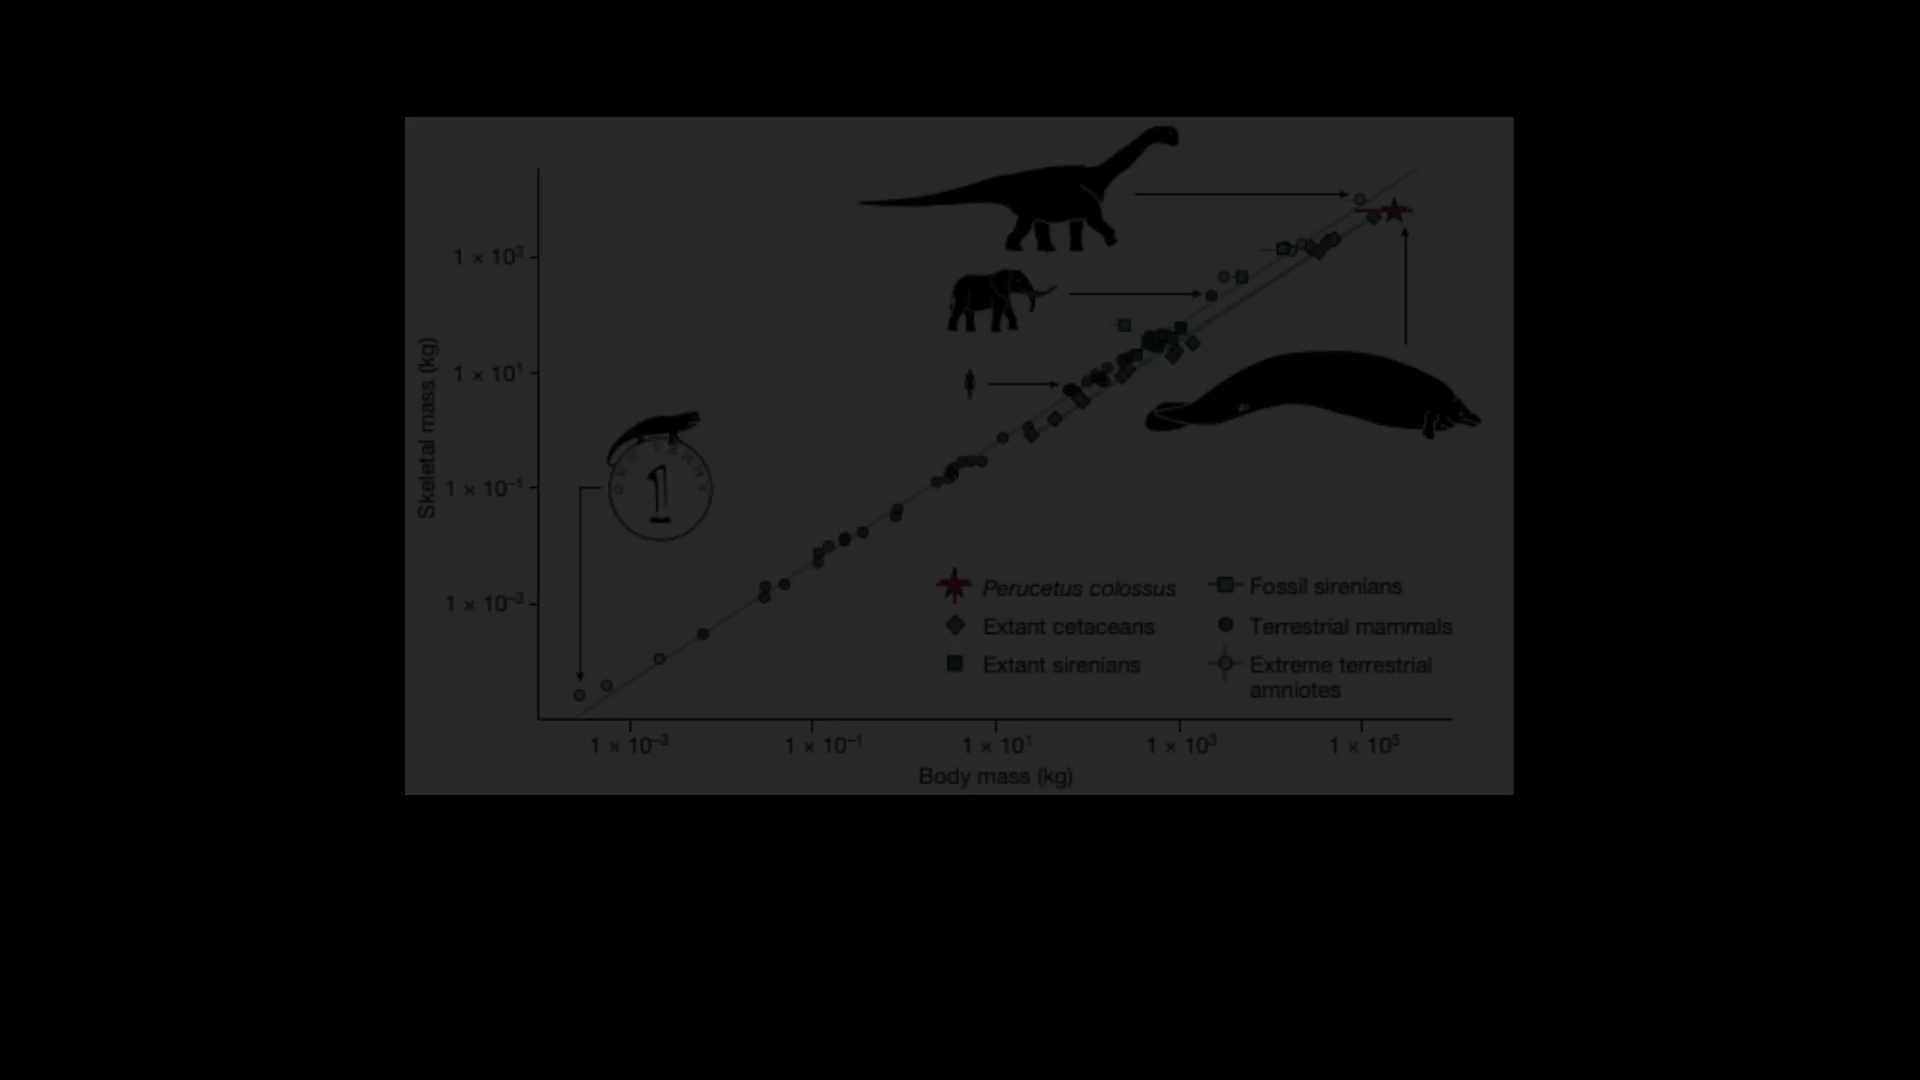 1 × 10³
1 × 10¹
1 × 10⁻¹
1 × 10⁻³
Skeletal mass (kg)
ONE PENNY
1
Perucetus colossus
Extant cetaceans
Extant sirenians
Fossil sirenians
Terrestrial mammals
Extreme terrestrial
amniotes
1 × 10⁻³
1 × 10⁻¹
1 × 10¹
1 × 10³
1 × 10⁵
Body mass (kg)